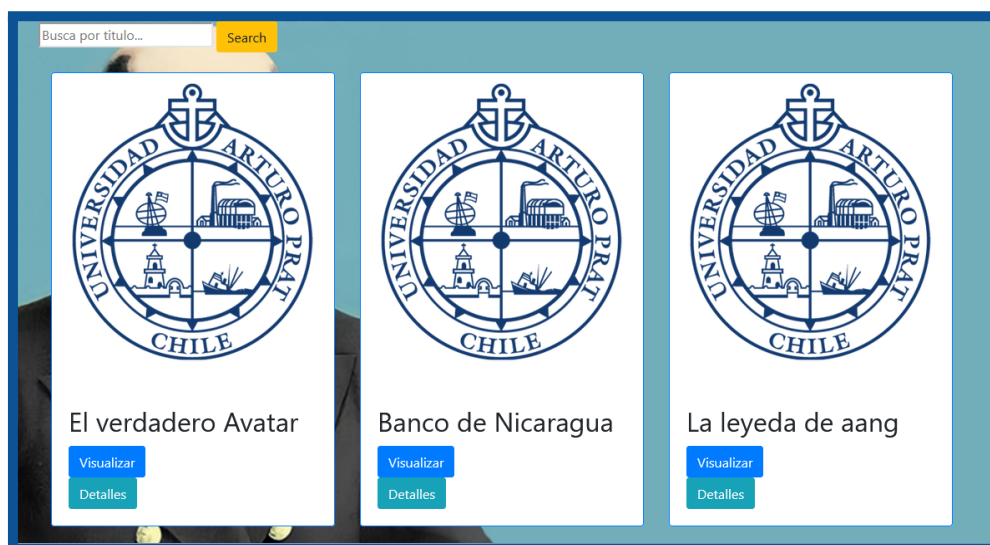 Busca por titulo...
Search
UNIVERSIDAD ARTURO PRAT
CHILE
UNIVERSIDAD ARTURO PRAT
CHILE
UNIVERSIDAD ARTURO PRAT
CHILE
El verdadero Avatar
Banco de Nicaragua
La leyeda de aang
Visualizar
Visualizar
Visualizar
Detalles
Detalles
Detalles